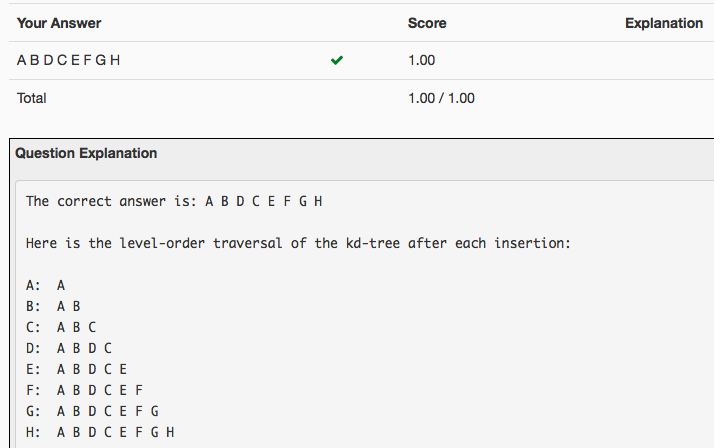 Your Answer Score Explanation
A B D C E F G H 1.00
Total 1.00 / 1.00
Question Explanation
The correct answer is: A B D C E F G H
Here is the level-order traversal of the kd-tree after each insertion:
A: A
B: A B
C: A B C
D: A B D C
E: A B D C E
F: A B D C E F
G: A B D C E F G
H: A B D C E F G H